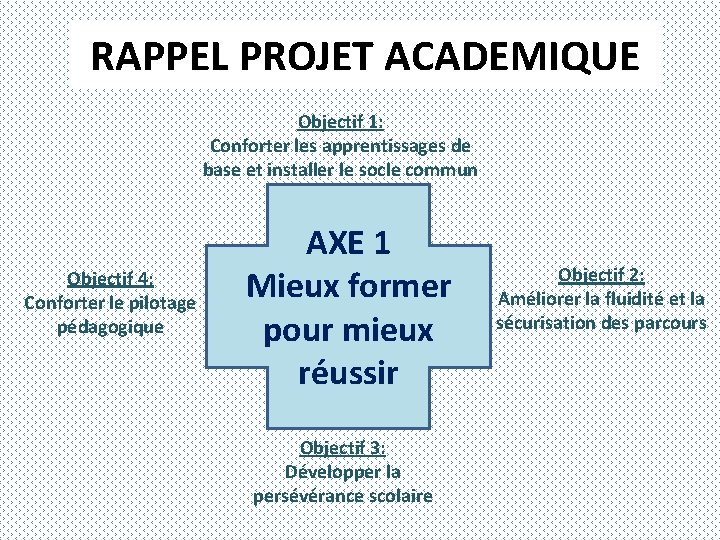 RAPPEL PROJET ACADEMIQUE
Objectif 1:
Conforter les apprentissages de
base et installer le socle commun
AXE 1
Mieux former
pour mieux
réussir
Objectif 2:
Améliorer la fluidité et la
sécurisation des parcours
Objectif 3:
Développer la
persévérance scolaire
Objectif 4:
Conforter le pilotage
pédagogique